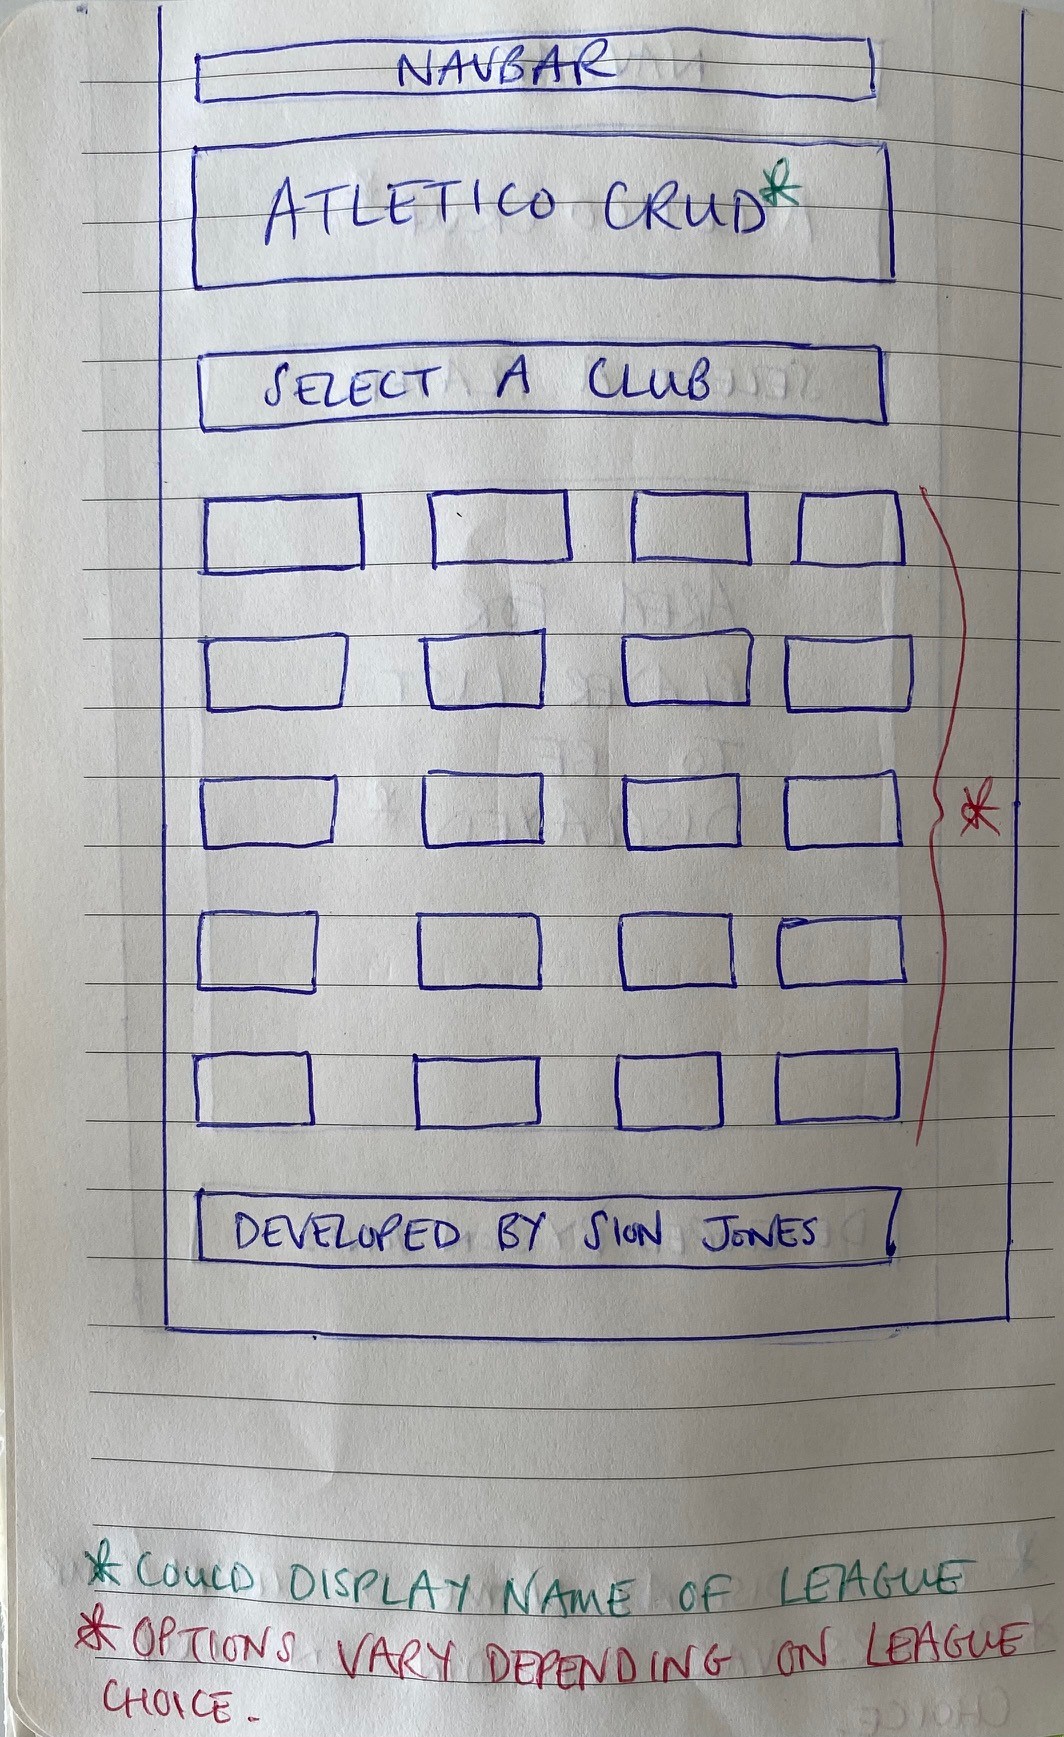 NAVBAR
ATLETICO CRUD*
SELECT A CLUB
*
DEVELOPED BY SION JONES
* COULD DISPLAY NAME OF LEAGUE
* OPTIONS VARY DEPENDING ON LEAGUE
CHOICE.